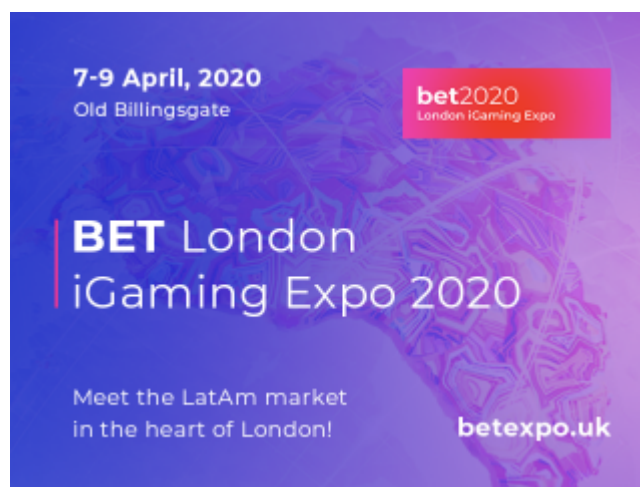 7-9 April, 2020
Old Billingsgate
bet2020
London iGaming Expo
BET London
iGaming Expo 2020
Meet the LatAm market
in the heart of London!
betexpo.uk